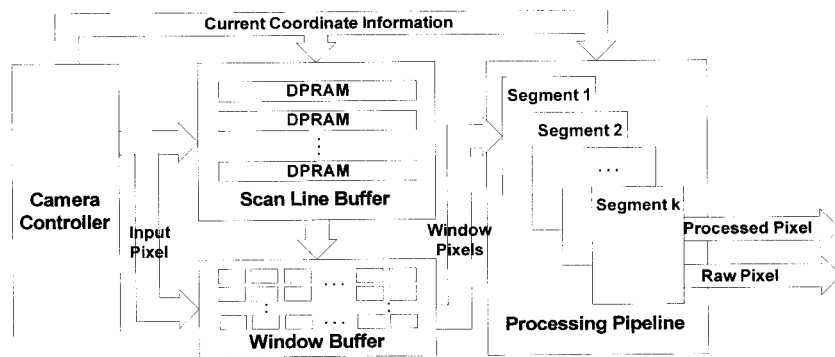 Current Coordinate Information
DPRAM
DPRAM
⋮
DPRAM
Scan Line Buffer
Camera
Controller
Input
Pixel
Window
Pixels
... ...
Window Buffer
Segment 1
Segment 2
...
Segment k
Processing Pipeline
Processed Pixel
Raw Pixel